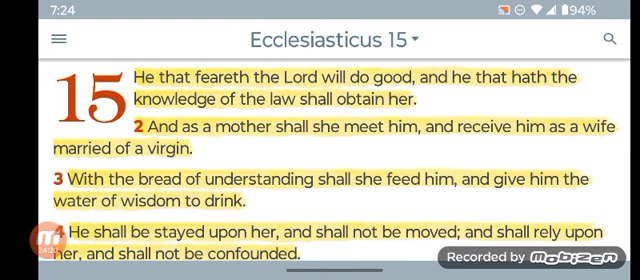 7:24
94%
Ecclesiasticus 15
15 He that feareth the Lord will do good, and he that hath the
knowledge of the law shall obtain her.
2 And as a mother shall she meet him, and receive him as a wife
married of a virgin.
3 With the bread of understanding shall she feed him, and give him the
water of wisdom to drink.
4 He shall be stayed upon her, and shall not be moved; and shall rely upon
her, and shall not be confounded.
24:20
Recorded by Mobizen